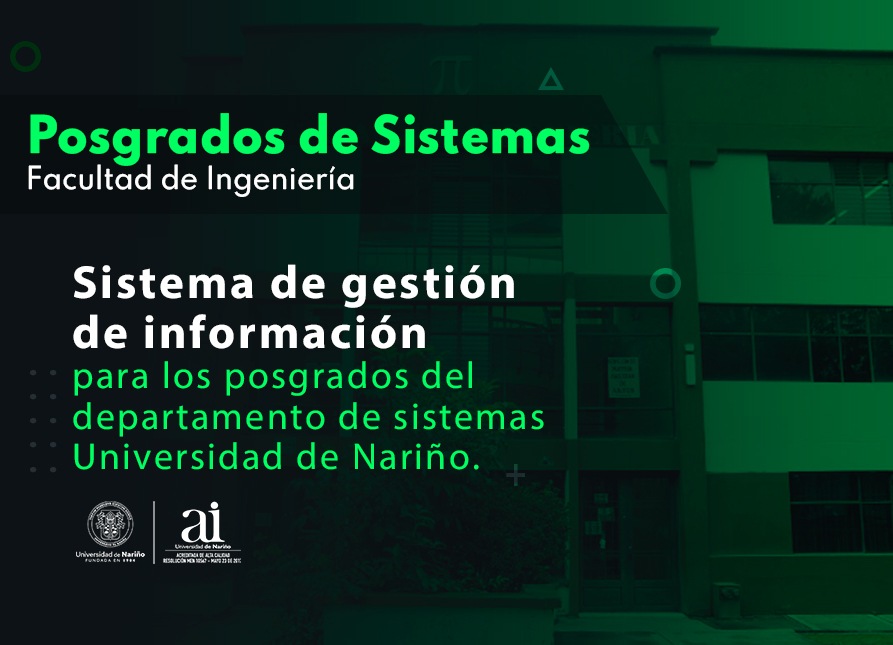 Posgrados de Sistemas
Facultad de Ingeniería
Sistema de gestión
de información
para los posgrados del
departamento de sistemas
Universidad de Nariño.
Universidad de Nariño
FUNDADA EN 1904
ai
Universidad de Nariño
ACREDITADA DE ALTA CALIDAD
RESOLUCIÓN MEN 10567 - MAYO 23 DE 2017